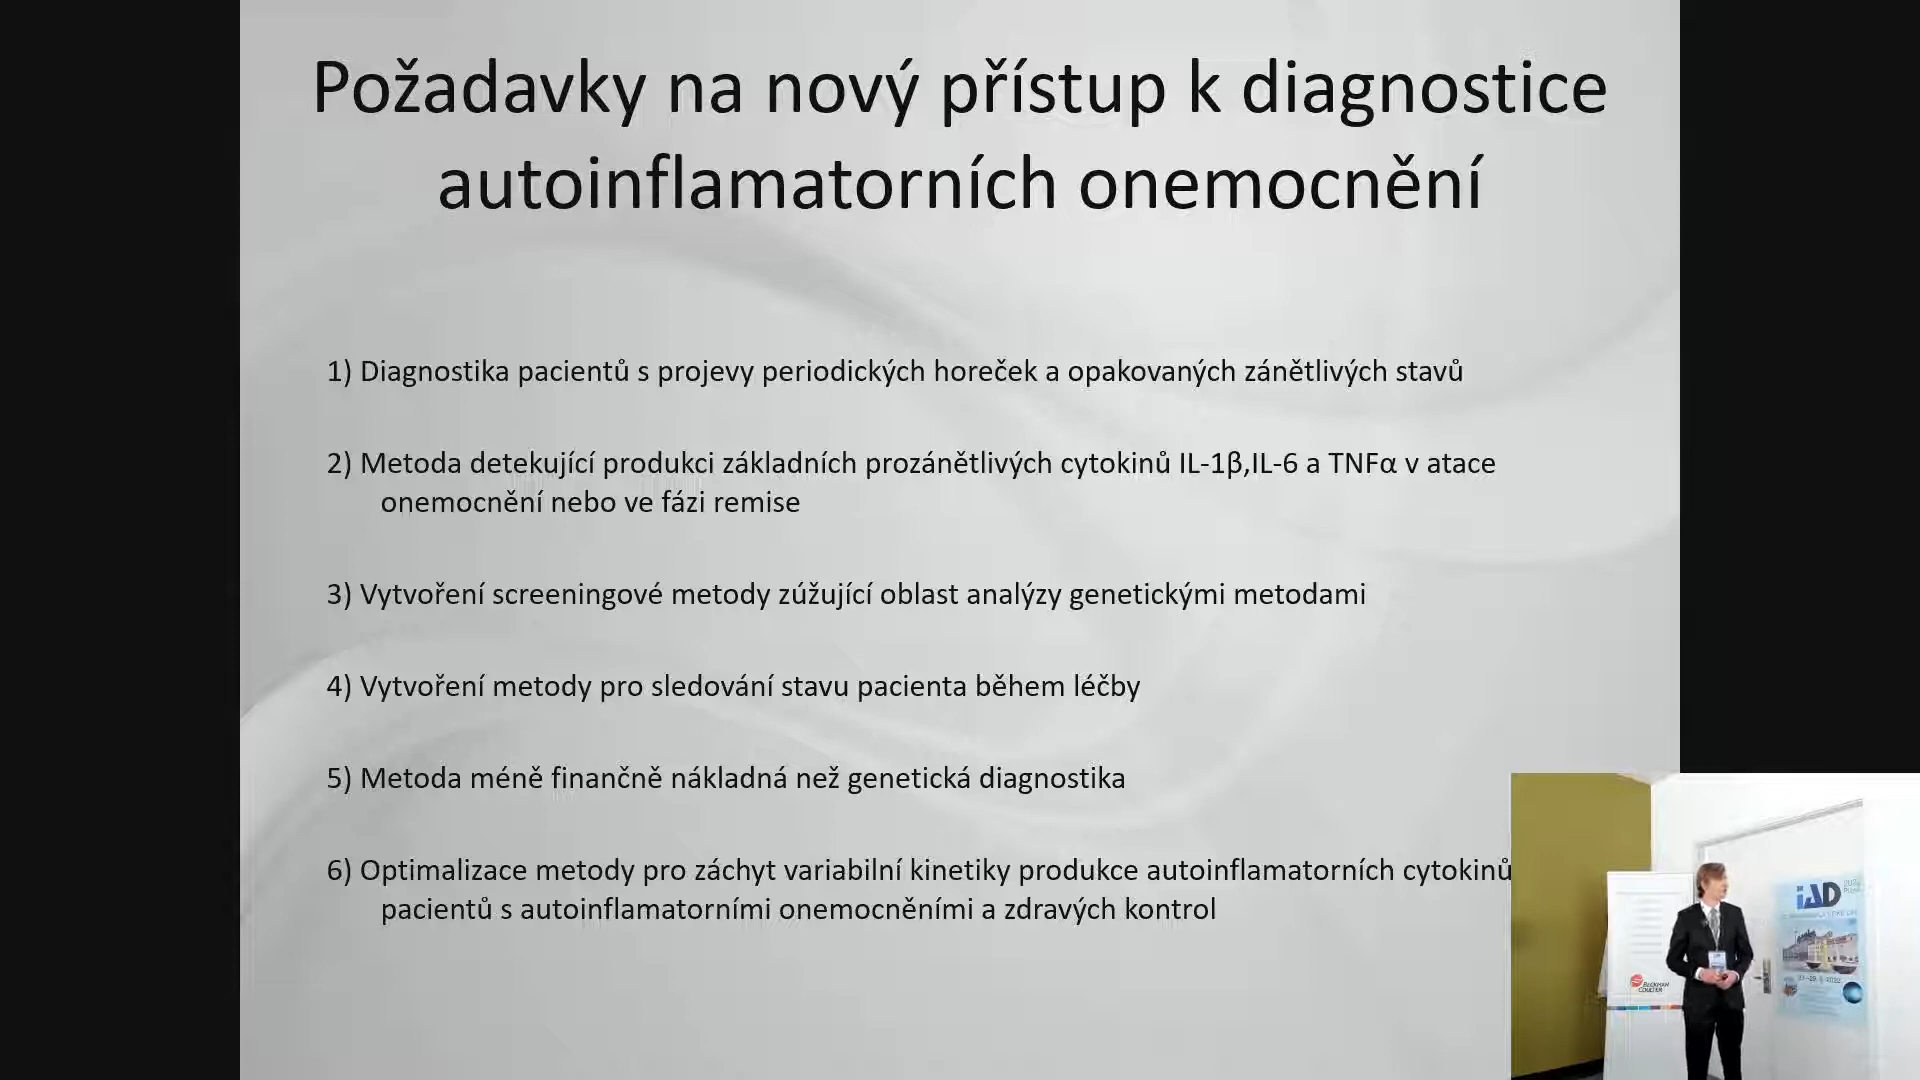 Požadavky na nový přístup k diagnostice
autoinflamatorních onemocnění
1) Diagnostika pacientů s projevy periodických horeček a opakovaných zánětlivých stavů
2) Metoda detekující produkci základních prozánětlivých cytokinů IL-1β,IL-6 a TNFα v atace
onemocnění nebo ve fázi remise
3) Vytvoření screeningové metody zúžující oblast analýzy genetickými metodami
4) Vytvoření metody pro sledování stavu pacienta během léčby
5) Metoda méně finančně nákladná než genetická diagnostika
6) Optimalizace metody pro záchyt variabilní kinetiky produkce autoinflamatorních cytokinů
pacientů s autoinflamatorními onemocněními a zdravých kontrol
BECKMAN
COULTER
iAD